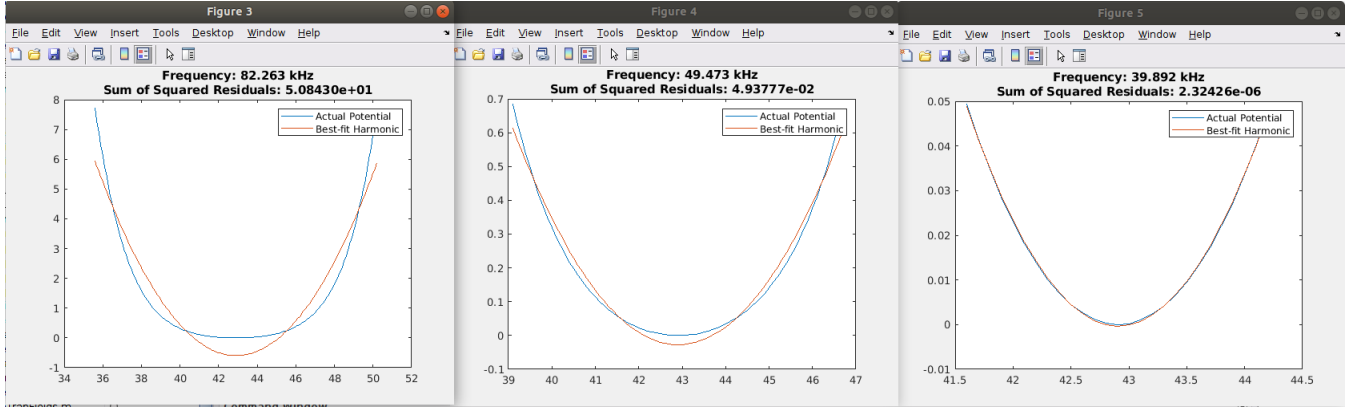 Figure 3
File Edit View Insert Tools Desktop Window Help
Frequency: 82.263 kHz
Sum of Squared Residuals: 5.08430e+01
Actual Potential
Best-fit Harmonic
8
7
6
5
4
3
2
1
0
-1
34 36 38 40 42 44 46 48 50 52
Figure 4
File Edit View Insert Tools Desktop Window Help
Frequency: 49.473 kHz
Sum of Squared Residuals: 4.93777e-02
Actual Potential
Best-fit Harmonic
0.7
0.6
0.5
0.4
0.3
0.2
0.1
0
-0.1
39 40 41 42 43 44 45 46 47
Figure 5
File Edit View Insert Tools Desktop Window Help
Frequency: 39.892 kHz
Sum of Squared Residuals: 2.32426e-06
Actual Potential
Best-fit Harmonic
0.05
0.04
0.03
0.02
0.01
0
-0.01
41.5 42 42.5 43 43.5 44 44.5
Command Window